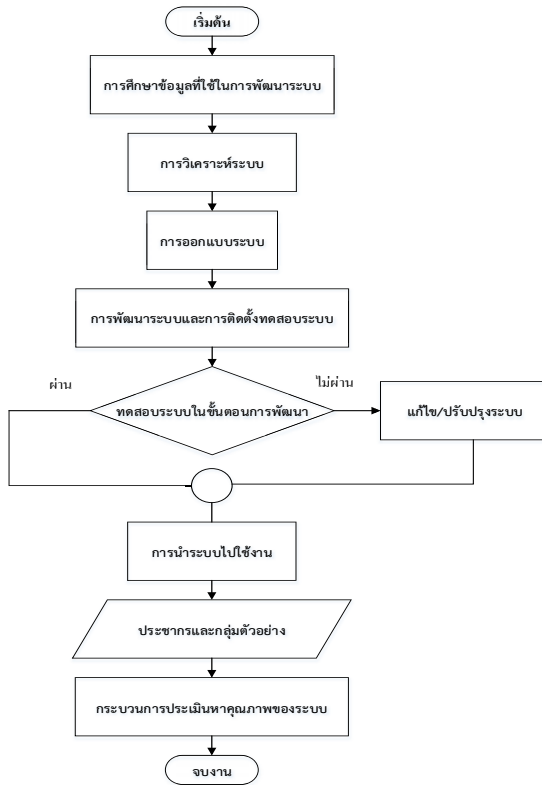 เริ่มต้น
การศึกษาข้อมูลที่ใช้ในการพัฒนาระบบ
การวิเคราะห์ระบบ
การออกแบบระบบ
การพัฒนาระบบและการติดตั้งทดสอบระบบ
ผ่าน
ทดสอบระบบในขั้นตอนการพัฒนา
ไม่ผ่าน
แก้ไข/ปรับปรุงระบบ
การนำระบบไปใช้งาน
ประชากรและกลุ่มตัวอย่าง
กระบวนการประเมินหาคุณภาพของระบบ
จบงาน